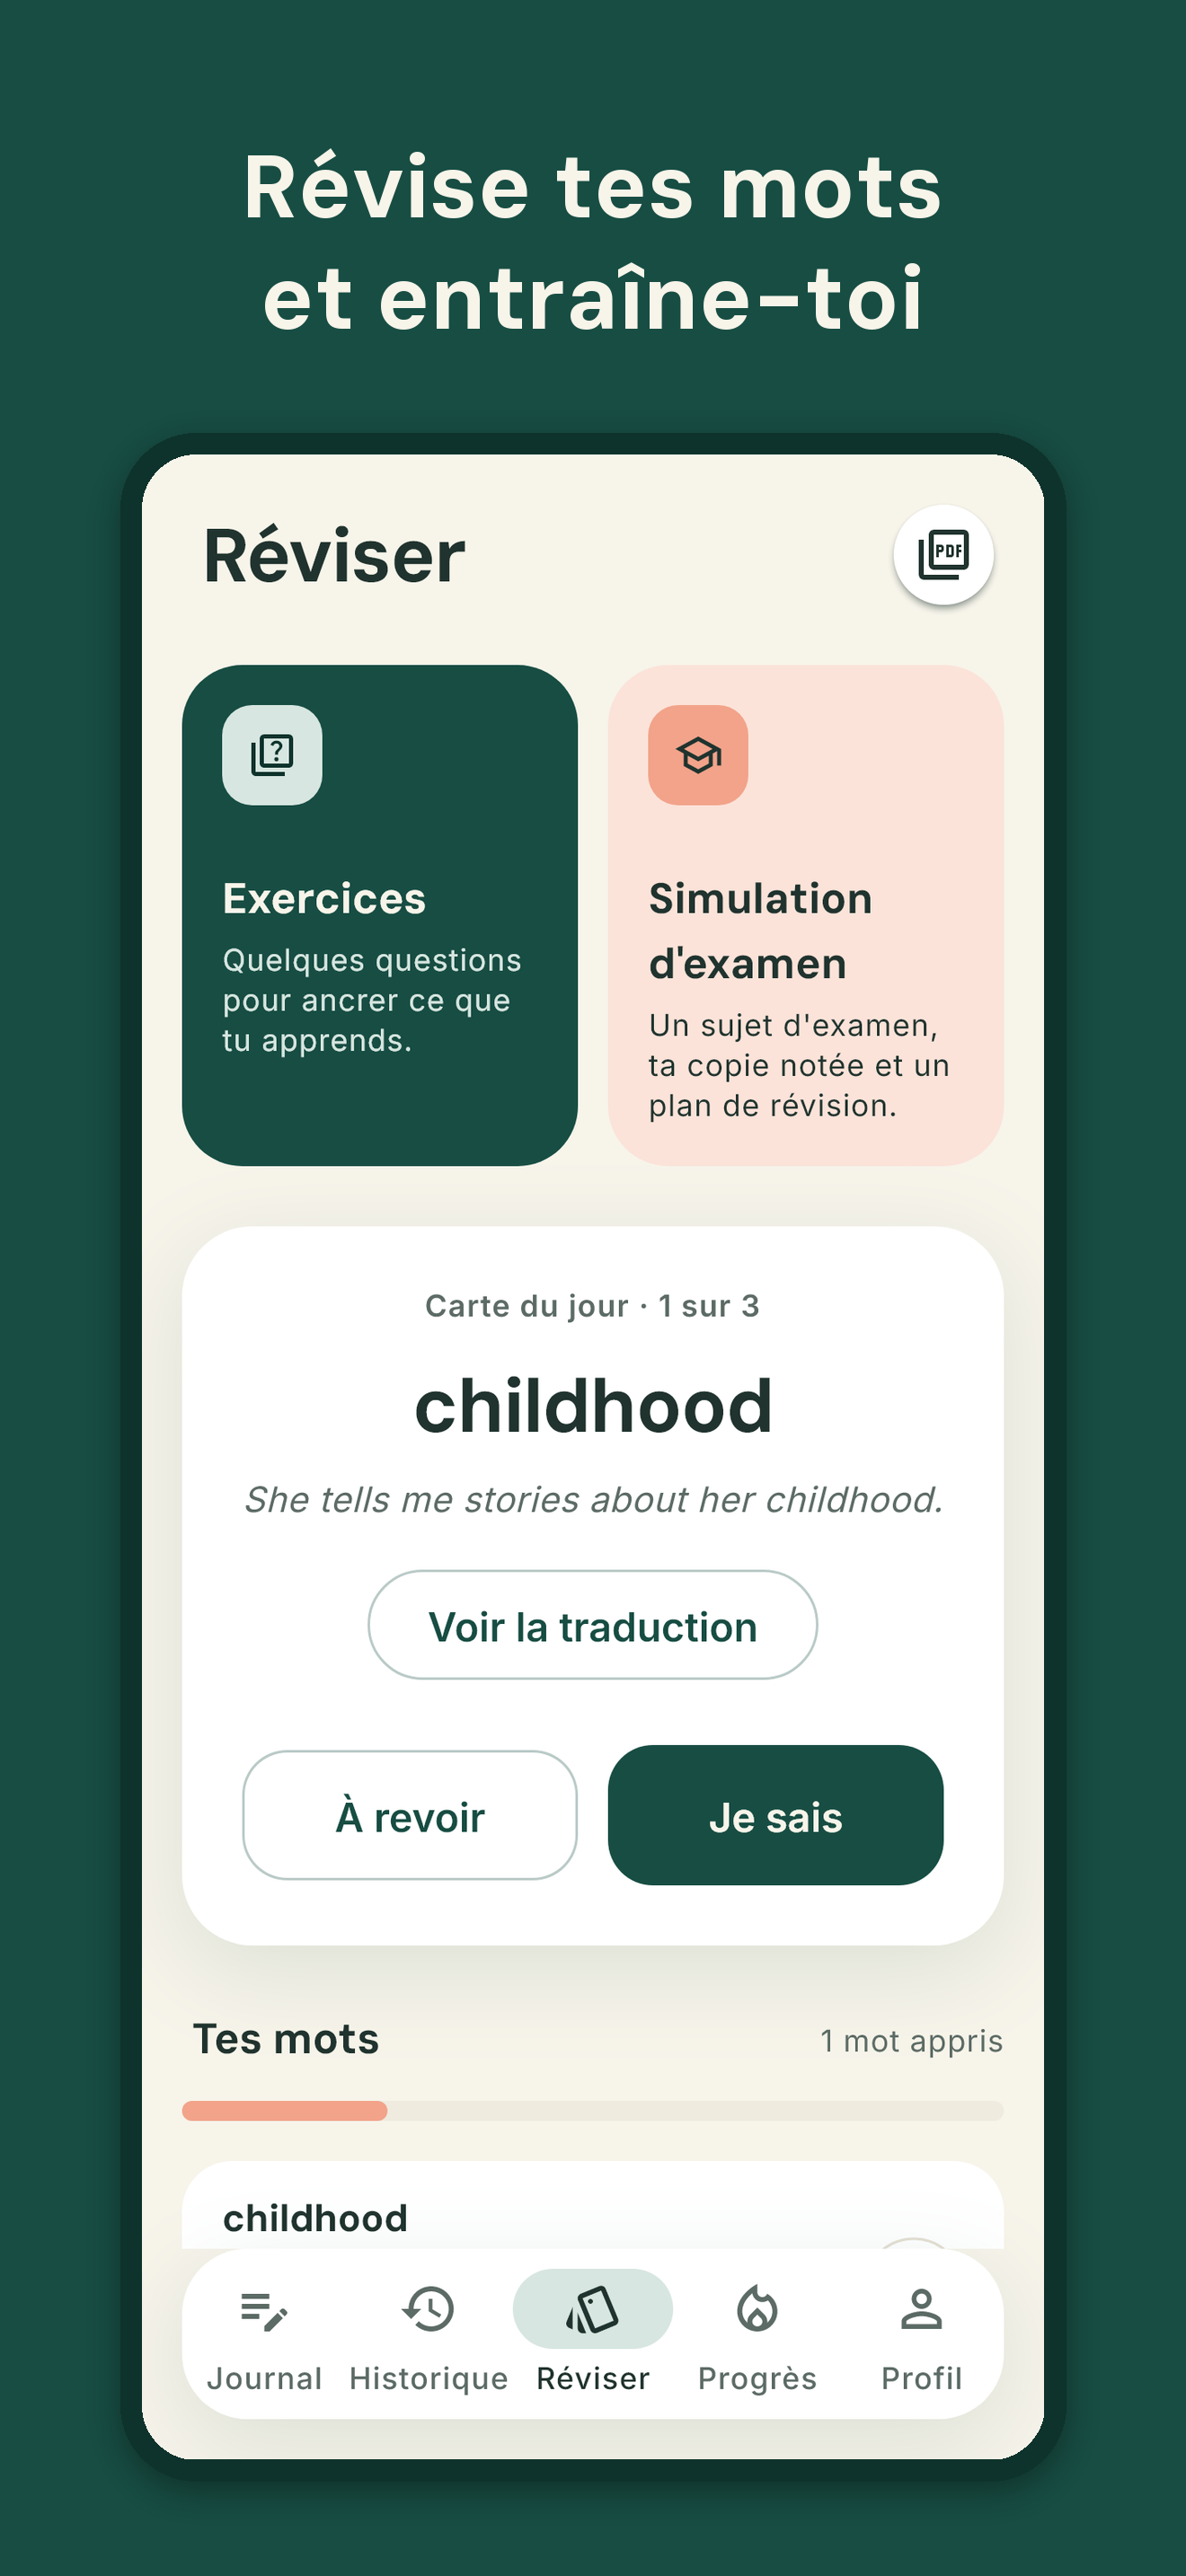 Révise tes mots
et entraîne-toi
Réviser
PDF
?
Exercices
Quelques questions
pour ancrer ce que
tu apprends.
Simulation
d'examen
Un sujet d'examen,
ta copie notée et un
plan de révision.
Carte du jour · 1 sur 3
childhood
She tells me stories about her childhood.
Voir la traduction
À revoir
Je sais
Tes mots
1 mot appris
childhood
Journal
Historique
Réviser
Progrès
Profil